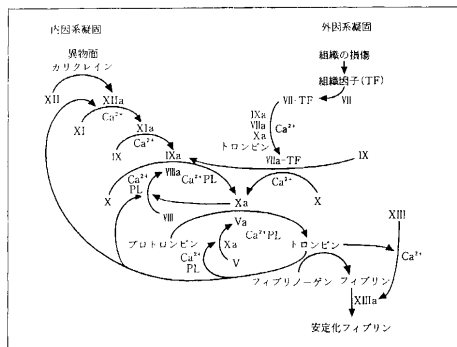 内因系凝固
外因系凝固
異物面
カリクレイン
組織の損傷
組織因子(TF)
XII
XIIa
Ca²⁺
VII-TF
VII
XI
XIa
Ca²⁺
IXa
VIIa
Xa
トロンビン
Ca²⁺
IX
IXa
VIIa-TF
IX
Ca²⁺
PL
VIIIa
Ca²⁺PL
Ca²⁺
X
Xa
X
VIII
Va
XIII
プロトロンビン
Xa
Ca²⁺PL
トロンビン
Ca²⁺
PL
V
Ca²⁺
フィブリノーゲン
フィブリン
XIIIa
安定化フィブリン